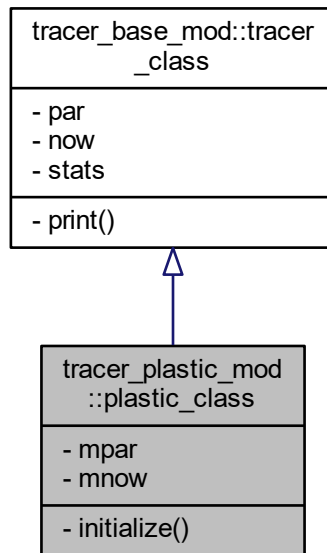 tracer_base_mod::tracer
_class
- par
- now
- stats
- print()
tracer_plastic_mod
::plastic_class
- mpar
- mnow
- initialize()